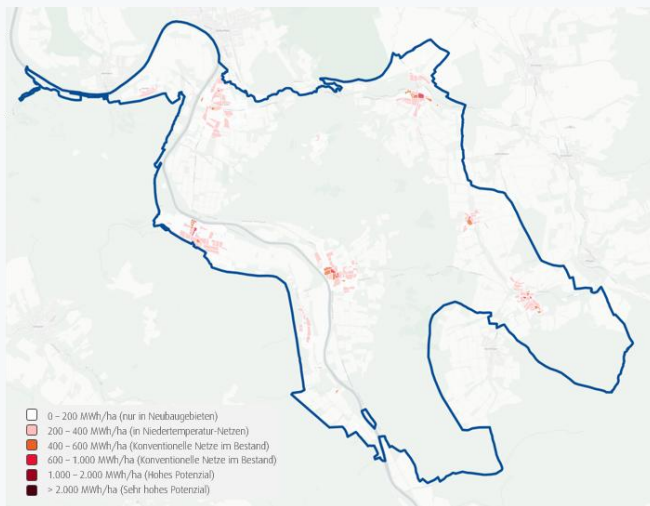 0 – 200 MWh/ha (nur in Neubaugebieten)
200 – 400 MWh/ha (in Niedertemperatur-Netzen)
400 – 600 MWh/ha (Konventionelle Netze im Bestand)
600 – 1.000 MWh/ha (Konventionelle Netze im Bestand)
1.000 – 2.000 MWh/ha (Hohes Potenzial)
> 2.000 MWh/ha (Sehr hohes Potenzial)